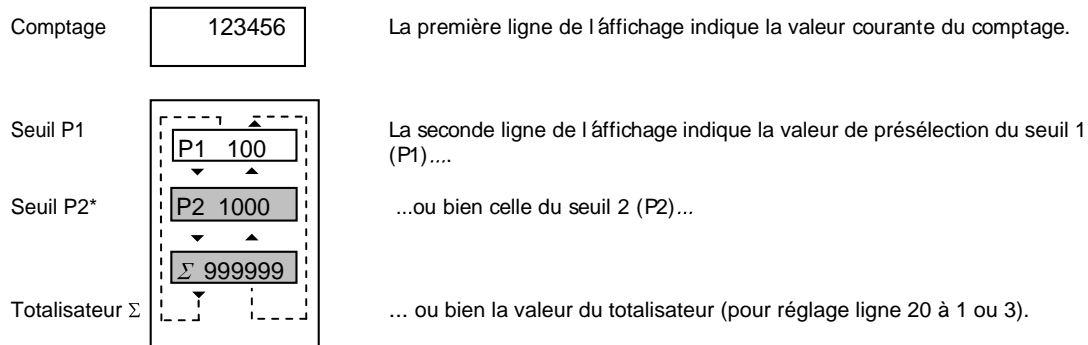 Comptage 123456 La première ligne de l´affichage indique la valeur courante du comptage.
Seuil P1 La seconde ligne de l´affichage indique la valeur de présélection du seuil 1
P1 100 (P1)....
Seuil P2* P2 1000 ...ou bien celle du seuil 2 (P2)...
Σ 999999
Totalisateur Σ ... ou bien la valeur du totalisateur (pour réglage ligne 20 à 1 ou 3).